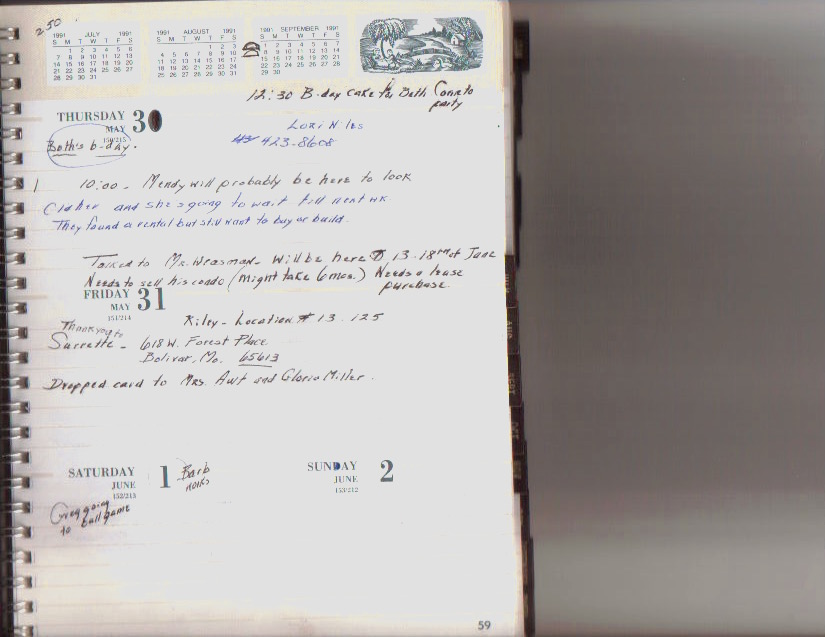 250
1991 JULY 1991
S M T W T F S
1 2 3 4 5 6
7 8 9 10 11 12 13
14 15 16 17 18 19 20
21 22 23 24 25 26 27
28 29 30 31
1991 AUGUST 1991
S M T W T F S
1 2 3
4 5 6 7 8 9 10
11 12 13 14 15 16 17
18 19 20 21 22 23 24
25 26 27 28 29 30 31
1991 SEPTEMBER 1991
S M T W T F S
1 2 3 4 5 6 7
8 9 10 11 12 13 14
15 16 17 18 19 20 21
22 23 24 25 26 27 28
29 30
12:30 B-day cake for Beth Come to
party
THURSDAY 30
MAY
150/215
Beth's b-day.
Lori Niles
423-8608
10:00 - Mendy will probably be here to look
and she's going to wait till next wk
They found a rental but still want to buy or build.
Talked to Mr. Weasman - Will be here 13-18 of June
Needs to sell his condo (might take 6 mos.) Needs a lease
purchase.
FRIDAY 31
MAY
151/214
Thank you to
Surrette - 618 W. Forest Place
Bolivar, Mo. 65613
Riley - Location # 13 - 125
Dropped card to Mrs. Awt and Gloria Miller.
SATURDAY 1
JUNE
152/213
Barb
works
Greg going
to ballgame
SUNDAY 2
JUNE
153/212
59